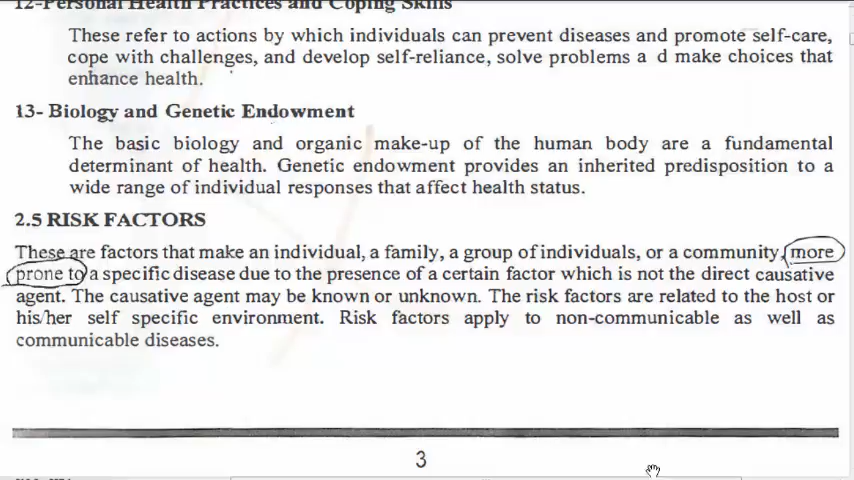 12-Personal Health Practices and Coping Skills
These refer to actions by which individuals can prevent diseases and promote self-care,
cope with challenges, and develop self-reliance, solve problems a d make choices that
enhance health.
13- Biology and Genetic Endowment
The basic biology and organic make-up of the human body are a fundamental
determinant of health. Genetic endowment provides an inherited predisposition to a
wide range of individual responses that affect health status.
2.5 RISK FACTORS
These are factors that make an individual, a family, a group of individuals, or a community, more
prone to a specific disease due to the presence of a certain factor which is not the direct causative
agent. The causative agent may be known or unknown. The risk factors are related to the host or
his/her self specific environment. Risk factors apply to non-communicable as well as
communicable diseases.
3